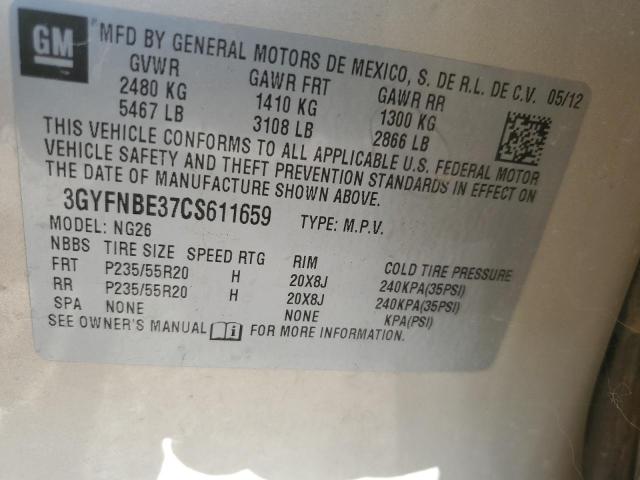 GM
MFD BY GENERAL MOTORS DE MEXICO, S. DE R.L. DE C.V. 05/12
GVWR GAWR FRT GAWR RR
2480 KG 1410 KG 1300 KG
5467 LB 3108 LB 2866 LB
THIS VEHICLE CONFORMS TO ALL APPLICABLE U.S. FEDERAL MOTOR
VEHICLE SAFETY AND THEFT PREVENTION STANDARDS IN EFFECT ON
THE DATE OF MANUFACTURE SHOWN ABOVE.
3GYFNBE37CS611659 TYPE: M.P.V.
MODEL: NG26
NBBS TIRE SIZE SPEED RTG RIM COLD TIRE PRESSURE
FRT P235/55R20 H 20X8J 240KPA(35PSI)
RR P235/55R20 H 20X8J 240KPA(35PSI)
SPA NONE NONE KPA(PSI)
SEE OWNER'S MANUAL FOR MORE INFORMATION.